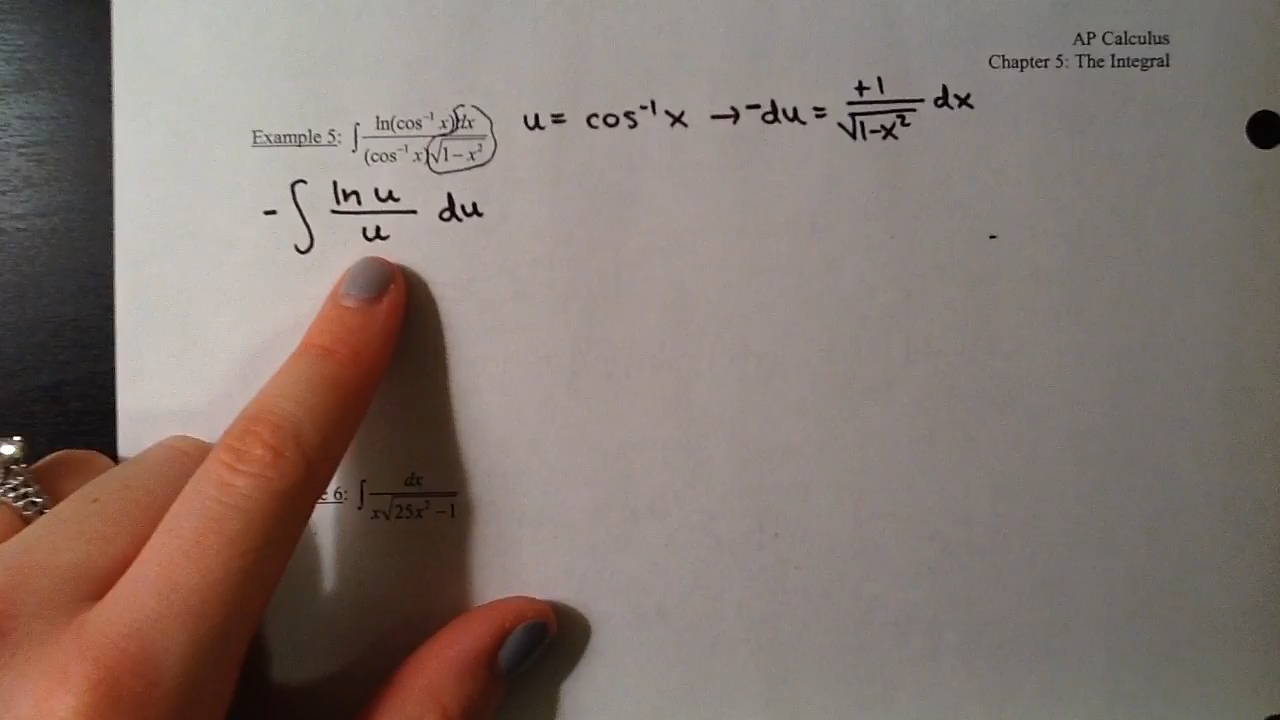 AP Calculus
Chapter 5: The Integral
Example 5: ∫ ln(cos⁻¹ x)dx / (cos⁻¹ x)√(1−x²)
u = cos⁻¹x → -du = +1/√(1-x²) dx
-∫ ln u / u du
e 6: ∫ dx / x√(25x² −1)